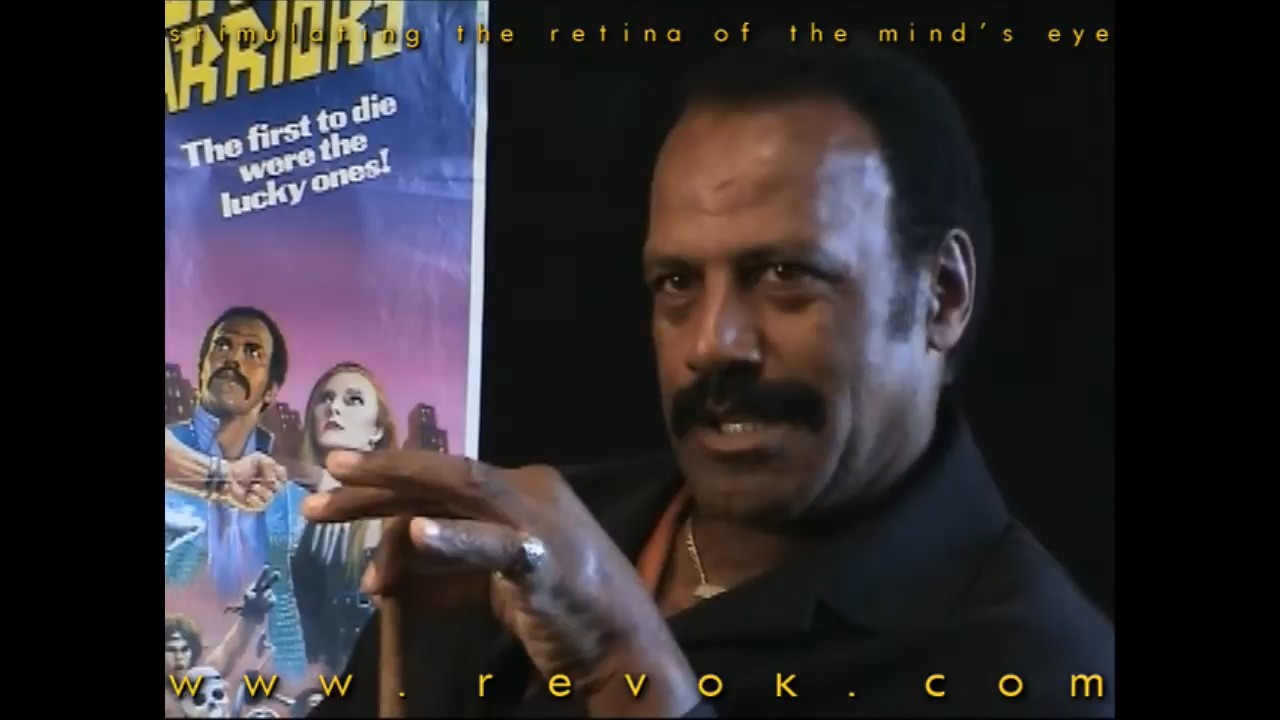 stimulating the retina of the mind's eye
ARRIORS
The first to die
were the
lucky ones!
www.revok.com